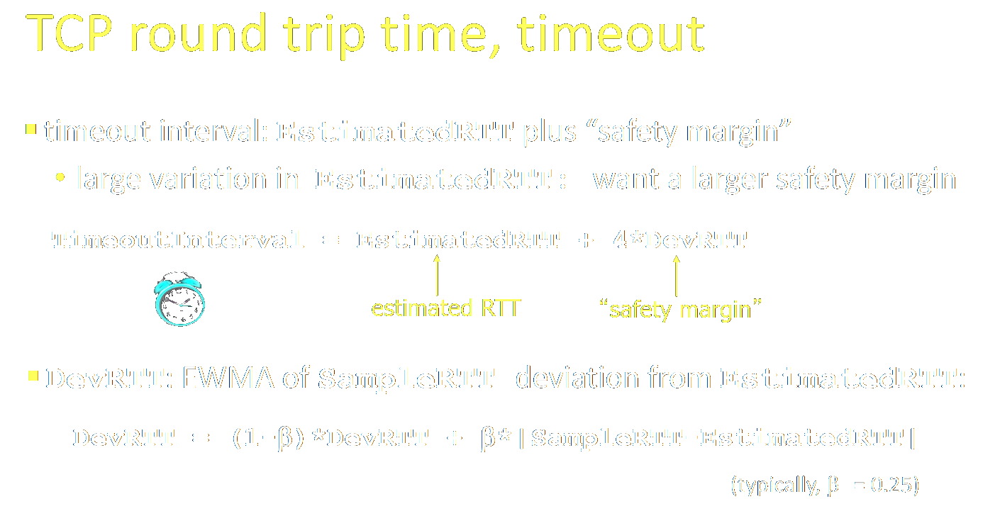 TCP round trip time, timeout
▪ timeout interval: EstimatedRTT plus “safety margin”
• large variation in EstimatedRTT: want a larger safety margin
TimeoutInterval = EstimatedRTT + 4*DevRTT
estimated RTT “safety margin”
▪ DevRTT: EWMA of SampleRTT deviation from EstimatedRTT:
DevRTT = (1-β)*DevRTT + β*|SampleRTT-EstimatedRTT|
(typically, β = 0.25)